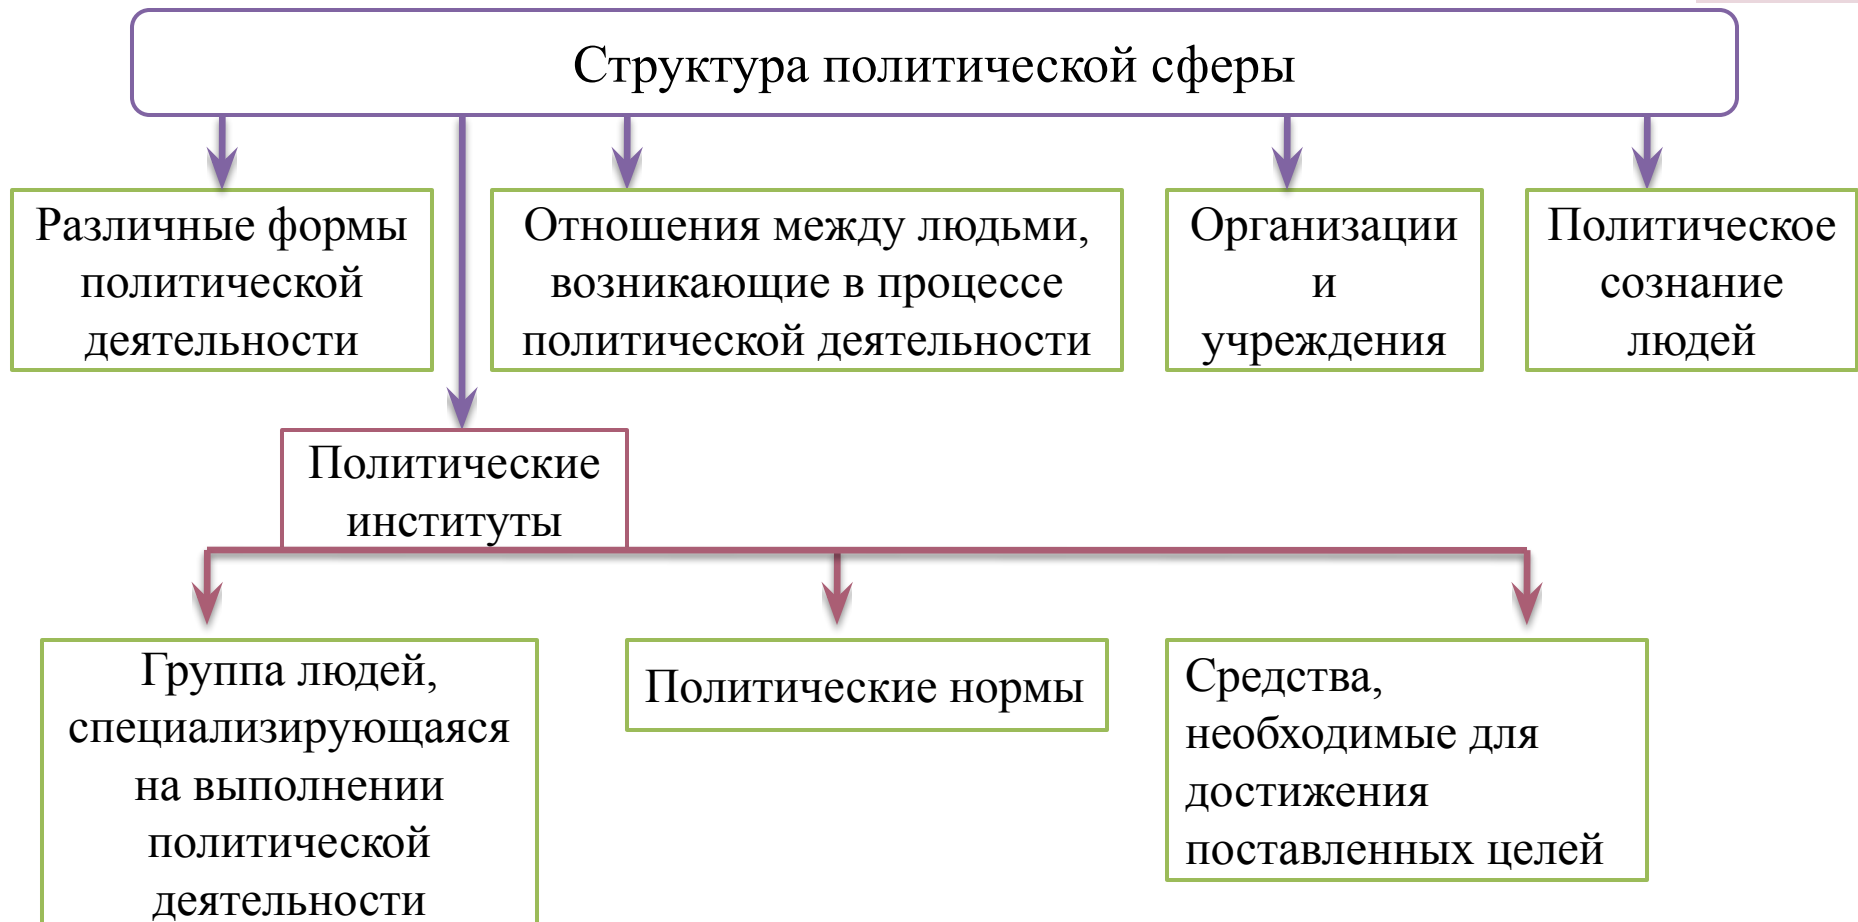 Структура политической сферы
Различные формы
политической
деятельности
Отношения между людьми,
возникающие в процессе
политической деятельности
Организации
и
учреждения
Политическое
сознание
людей
Политические
институты
Группа людей,
специализирующаяся
на выполнении
политической
деятельности
Политические нормы
Средства,
необходимые для
достижения
поставленных целей